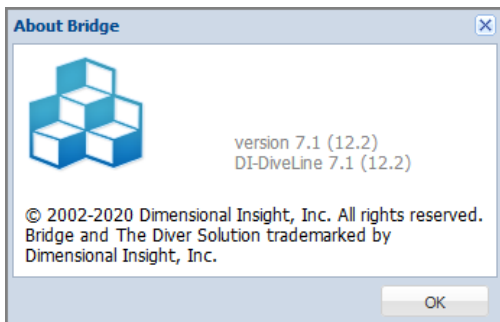 About Bridge
version 7.1 (12.2)
DI-DiveLine 7.1 (12.2)
© 2002-2020 Dimensional Insight, Inc. All rights reserved.
Bridge and The Diver Solution trademarked by
Dimensional Insight, Inc.
OK